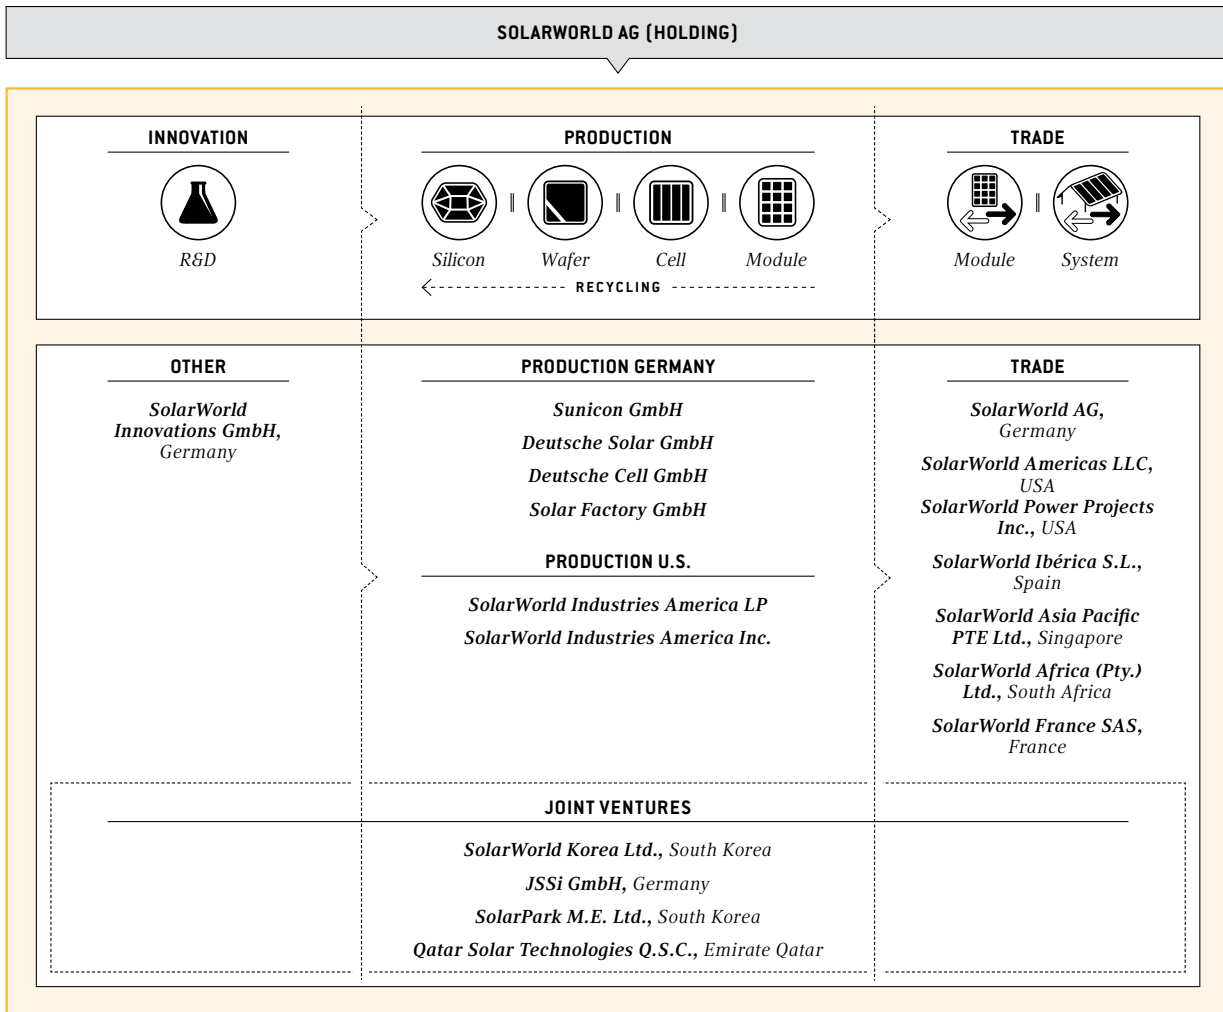 SOLARWORLD AG (HOLDING)
INNOVATION
R&D
PRODUCTION
Silicon
Wafer
Cell
Module
RECYCLING
TRADE
Module
System
OTHER
SolarWorld
Innovations GmbH,
Germany
PRODUCTION GERMANY
Sunicon GmbH
Deutsche Solar GmbH
Deutsche Cell GmbH
Solar Factory GmbH
PRODUCTION U.S.
SolarWorld Industries America LP
SolarWorld Industries America Inc.
TRADE
SolarWorld AG,
Germany
SolarWorld Americas LLC,
USA
SolarWorld Power Projects
Inc., USA
SolarWorld Ibérica S.L.,
Spain
SolarWorld Asia Pacific
PTE Ltd., Singapore
SolarWorld Africa (Pty.)
Ltd., South Africa
SolarWorld France SAS,
France
JOINT VENTURES
SolarWorld Korea Ltd., South Korea
JSSi GmbH, Germany
SolarPark M.E. Ltd., South Korea
Qatar Solar Technologies Q.S.C., Emirate Qatar